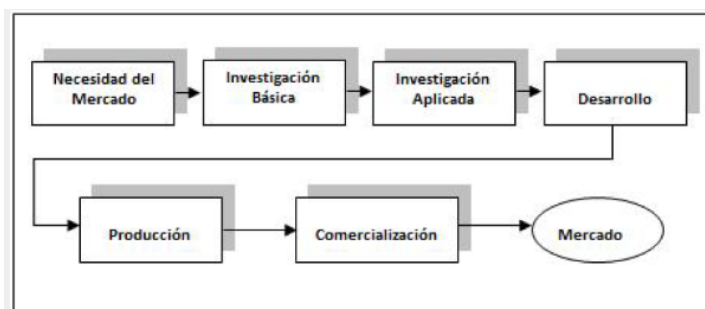 Necesidad del
Mercado
Investigación
Básica
Investigación
Aplicada
Desarrollo
Producción
Comercialización
Mercado